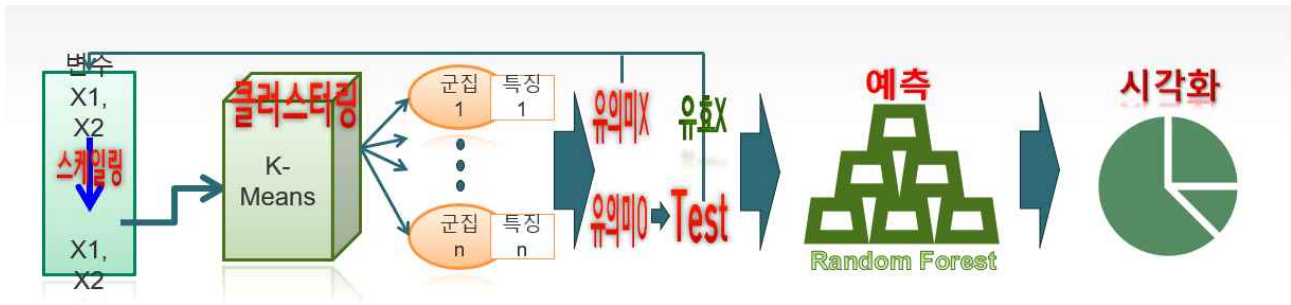 변수
X1,
X2
스케일링
X1,
X2
클러스터링
K-
Means
군집
1
특징
1
군집
n
특징
n
유의미X
유효X
유의미O
Test
예측
Random Forest
시각화